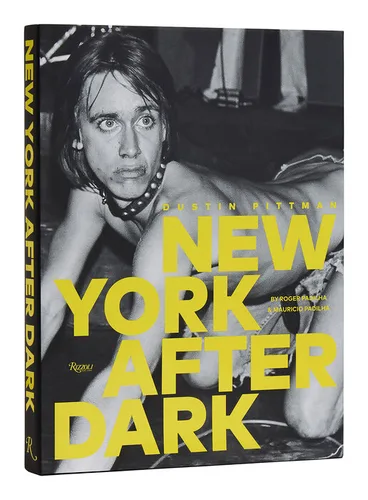 NEW YORK AFTER DARK
R
DUSTIN PITTMAN
NEW
YORK
BY ROGER PADILHA
& MAURICIO PADILHA
AFTER
DARK
RIZZOLI